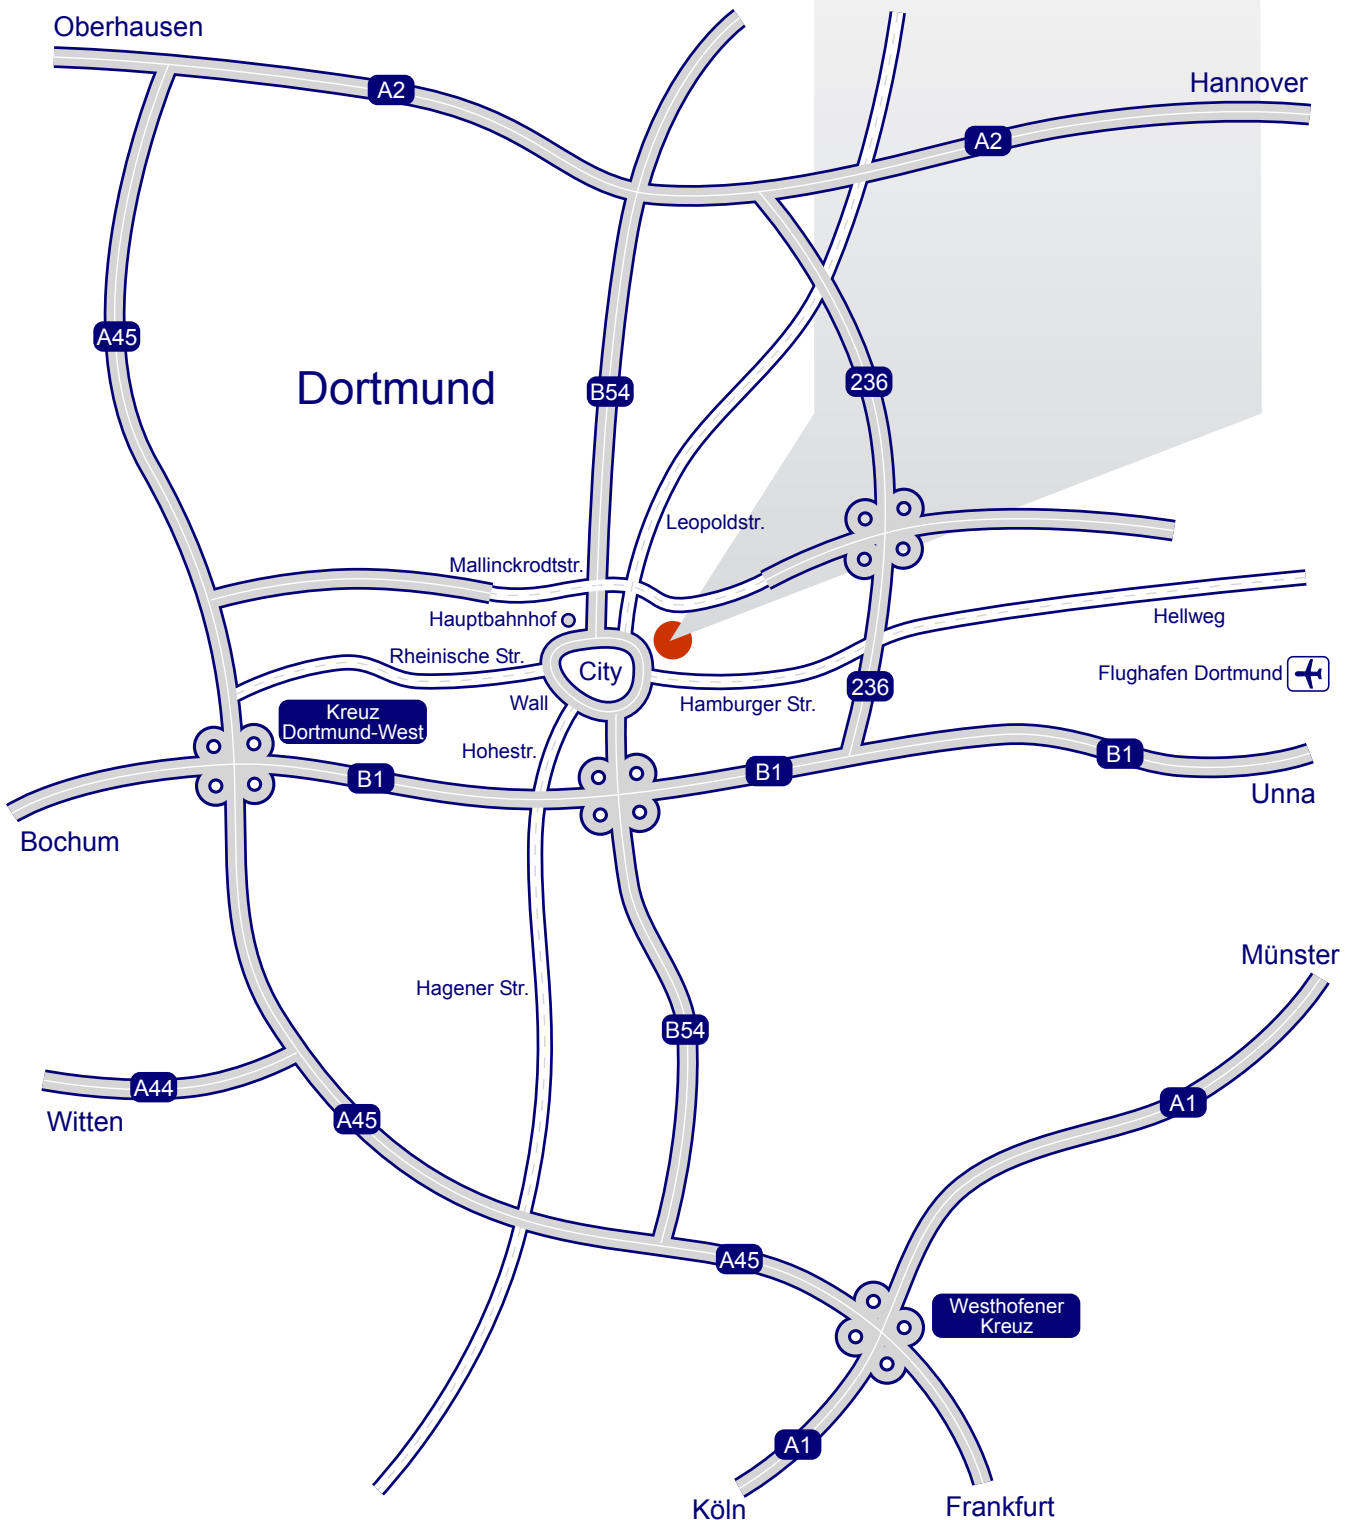 Oberhausen
A2
Hannover
A2
A45
Dortmund
B54
236
Leopoldstr.
Mallinckrodtstr.
Hauptbahnhof
Hellweg
Rheinische Str.
City
Flughafen Dortmund
236
Wall
Hamburger Str.
Kreuz
Dortmund-West
Hohestr.
B1
B1
B1
Unna
Bochum
Münster
Hagener Str.
B54
A44
A1
Witten
A45
A45
Westhofener
Kreuz
A1
Köln
Frankfurt